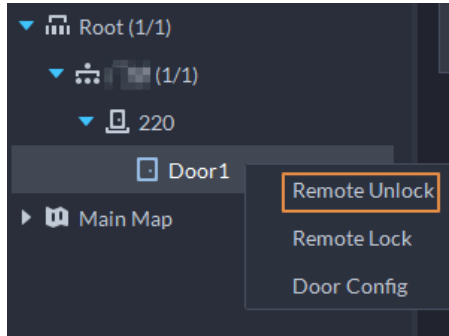 Root (1/1)
(1/1)
220
Door1
Remote Unlock
Remote Lock
Main Map
Door Config